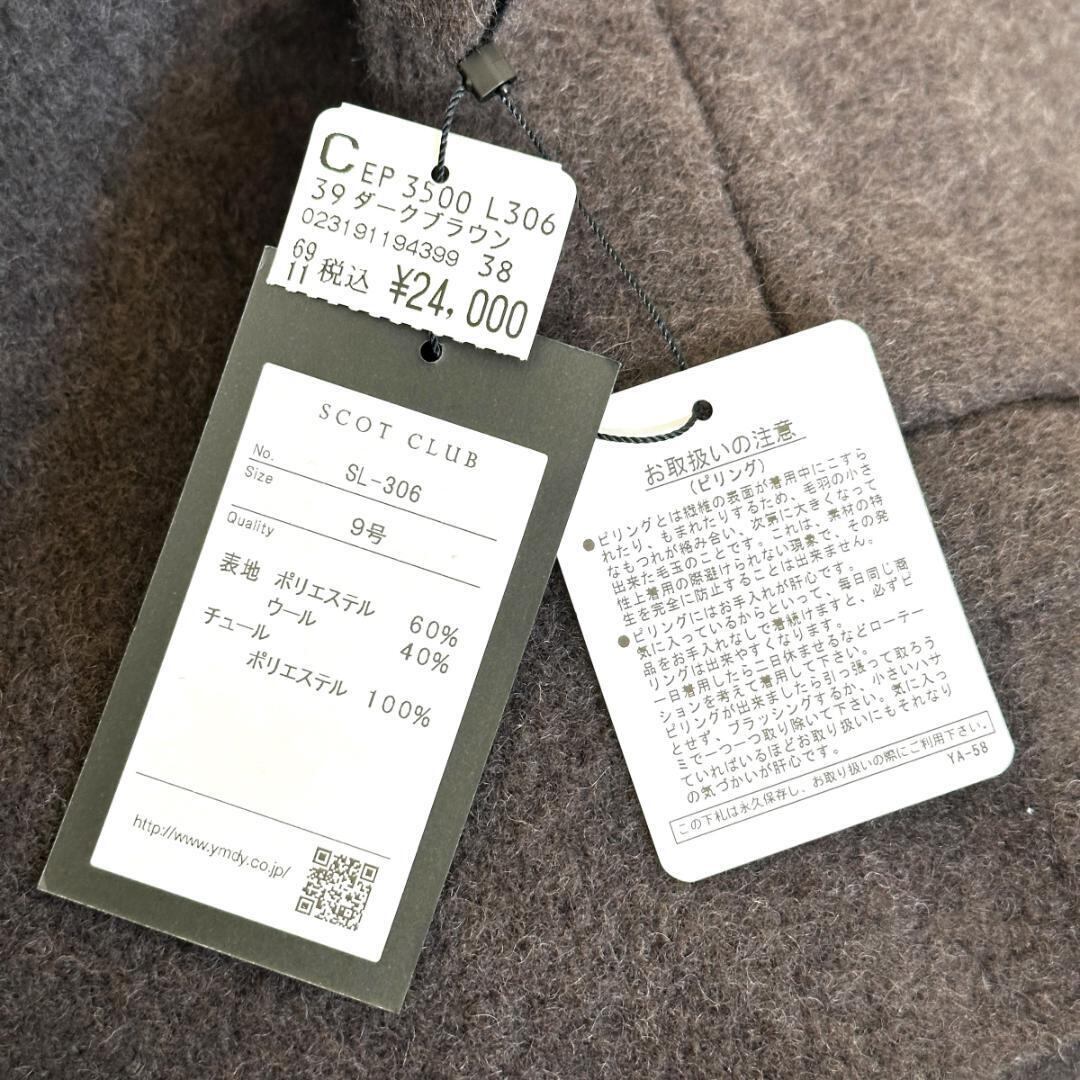 C EP 3500 L306
39 ダークブラウン
023191194399 38
69
11 税込 ¥24,000
SCOT CLUB
No. SL-306
Size 9号
Quality
表地 ポリエステル 60%
ウール 40%
チュール
ポリエステル 100%
http://www.ymdy.co.jp/
お取扱いの注意
(ピリング)
●ピリングとは繊維の表面が着用中にこすら
れたり、もまれたりするため、毛羽の小さ
なもつれが絡み合い、次第に大きくなって
出来た毛玉のことです。これは、素材の特
性上着用の際避けられない現象で、その発
生を完全に防止することは出来ません。
●ピリングにはお手入れが肝心です。
気に入っているからといって、毎日同じ商
品をお手入れなしで着続けますと、必ずピ
リングは出来やすくなります。
一日着用したら二日休ませるなどローテー
ションを考えて着用して下さい。
ピリングが出来ましたら引っ張って取ろう
とせず、ブラッシングするか、小さいハサ
ミで一つ一つ取り除いて下さい。気に入っ
ていればいるほどお取り扱いにもそれなり
の気づかいが肝心です。
この下札は永久保存し、お取り扱いの際にご利用下さい。
YA-58